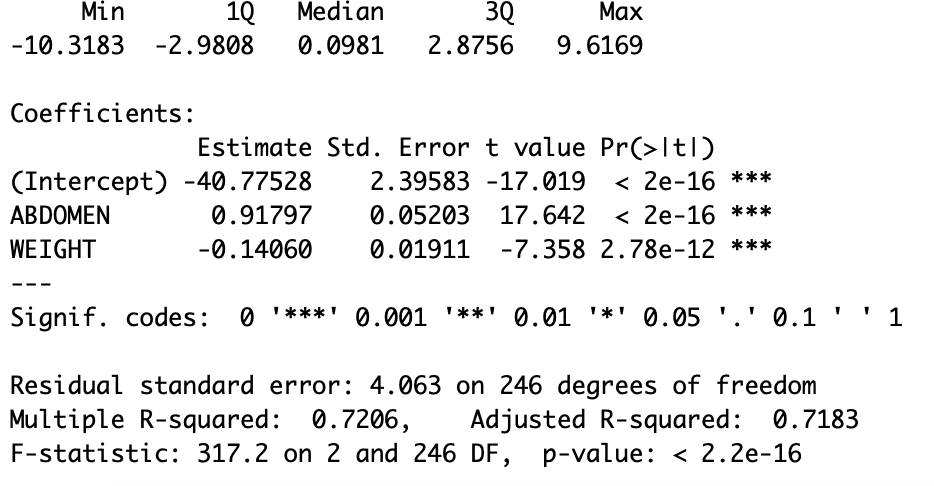 Min 1Q Median 3Q Max
-10.3183 -2.9808 0.0981 2.8756 9.6169
Coefficients:
Estimate Std. Error t value Pr(>|t|)
(Intercept) -40.77528 2.39583 -17.019 < 2e-16 ***
ABDOMEN 0.91797 0.05203 17.642 < 2e-16 ***
WEIGHT -0.14060 0.01911 -7.358 2.78e-12 ***
---
Signif. codes: 0 '***' 0.001 '**' 0.01 '*' 0.05 '.' 0.1 ' ' 1
Residual standard error: 4.063 on 246 degrees of freedom
Multiple R-squared: 0.7206, Adjusted R-squared: 0.7183
F-statistic: 317.2 on 2 and 246 DF, p-value: < 2.2e-16